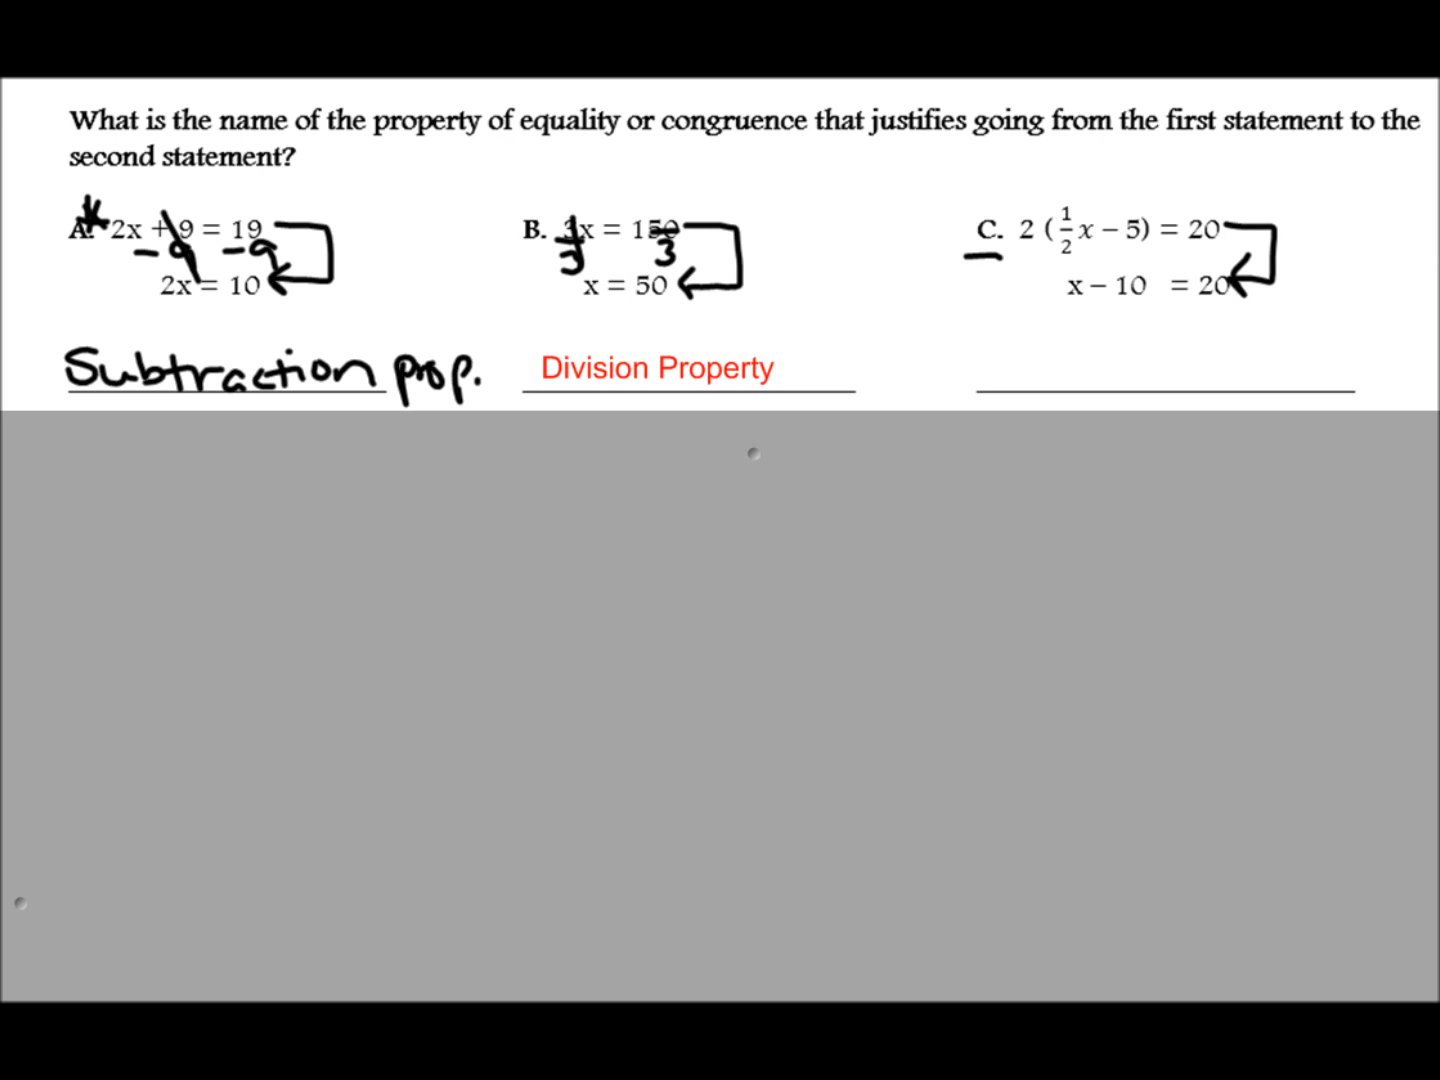 What is the name of the property of equality or congruence that justifies going from the first statement to the
second statement?
A. 2x + 9 = 19
- 9 - 9
2x = 10
Subtraction prop.
B. 3x = 150
3 3
x = 50
Division Property
C. 2 (1/2 x – 5) = 20
x – 10 = 20